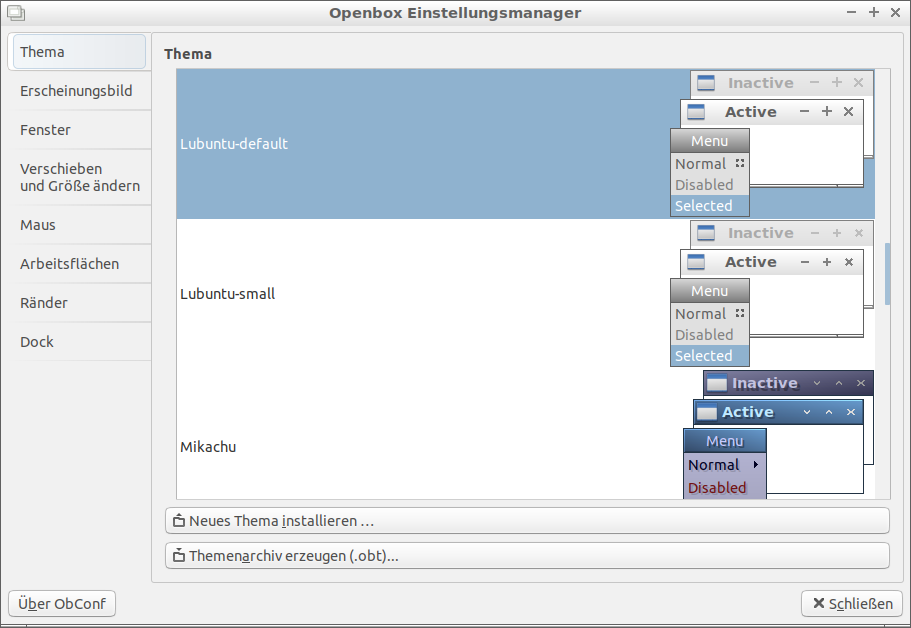 Openbox Einstellungsmanager
Thema
Erscheinungsbild
Fenster
Verschieben
und Größe ändern
Maus
Arbeitsflächen
Ränder
Dock
Thema
Lubuntu-default
Inactive
Active
Menu
Normal
Disabled
Selected
Lubuntu-small
Inactive
Active
Menu
Normal
Disabled
Selected
Mikachu
Inactive
Active
Menu
Normal
Disabled
Neues Thema installieren ...
Themenarchiv erzeugen (.obt)...
Über ObConf
Schließen